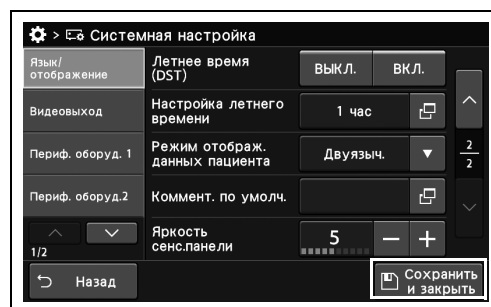 > Системная настройка
Язык/
отображение
Видеовыход
Периф. оборуд. 1
Периф. оборуд.2
1/2
Летнее время
(DST)
ВЫКЛ. ВКЛ.
Настройка летнего
времени
1 час
Режим отображ.
данных пациента
Двуязыч.
Коммент. по умолч.
Яркость
сенс.панели
5
2
2
Назад
Сохранить
и закрыть